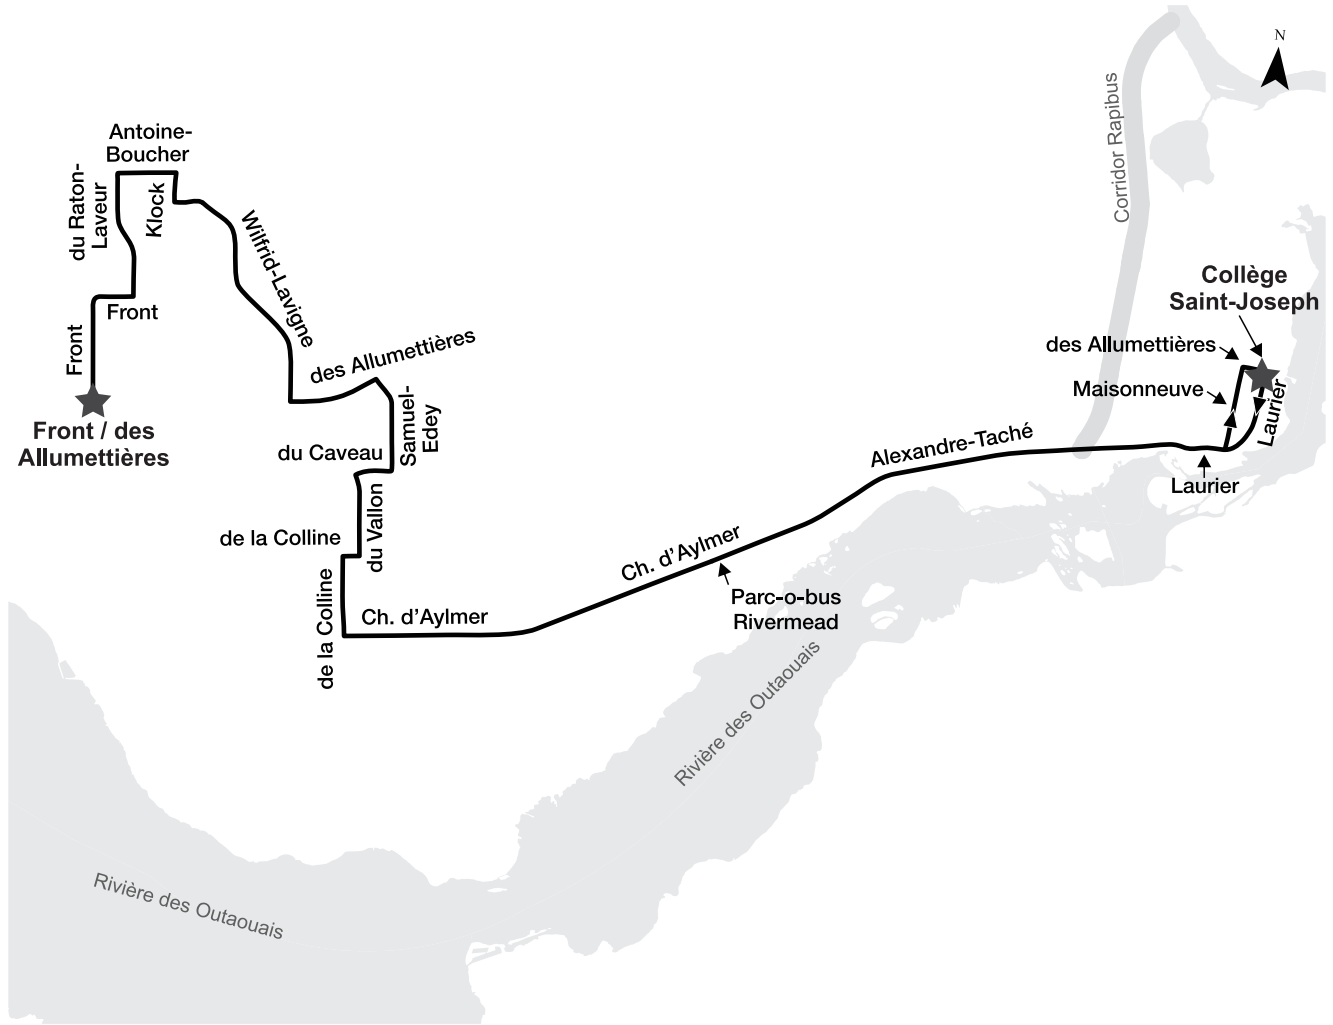 N
Antoine-
Boucher
du Raton-
Laveur
Klock
Corridor Rapibus
Wilfrid-Lavigne
Front
Front
Front / des
Allumettières
des Allumettières
Samuel-
Edey
du Caveau
du Vallon
de la Colline
de la Colline
Ch. d'Aylmer
Ch. d'Aylmer
Parc-o-bus
Rivermead
Alexandre-Taché
Collège
Saint-Joseph
des Allumettières
Maisonneuve
Laurier
Laurier
Rivière des Outaouais
Rivière des Outaouais